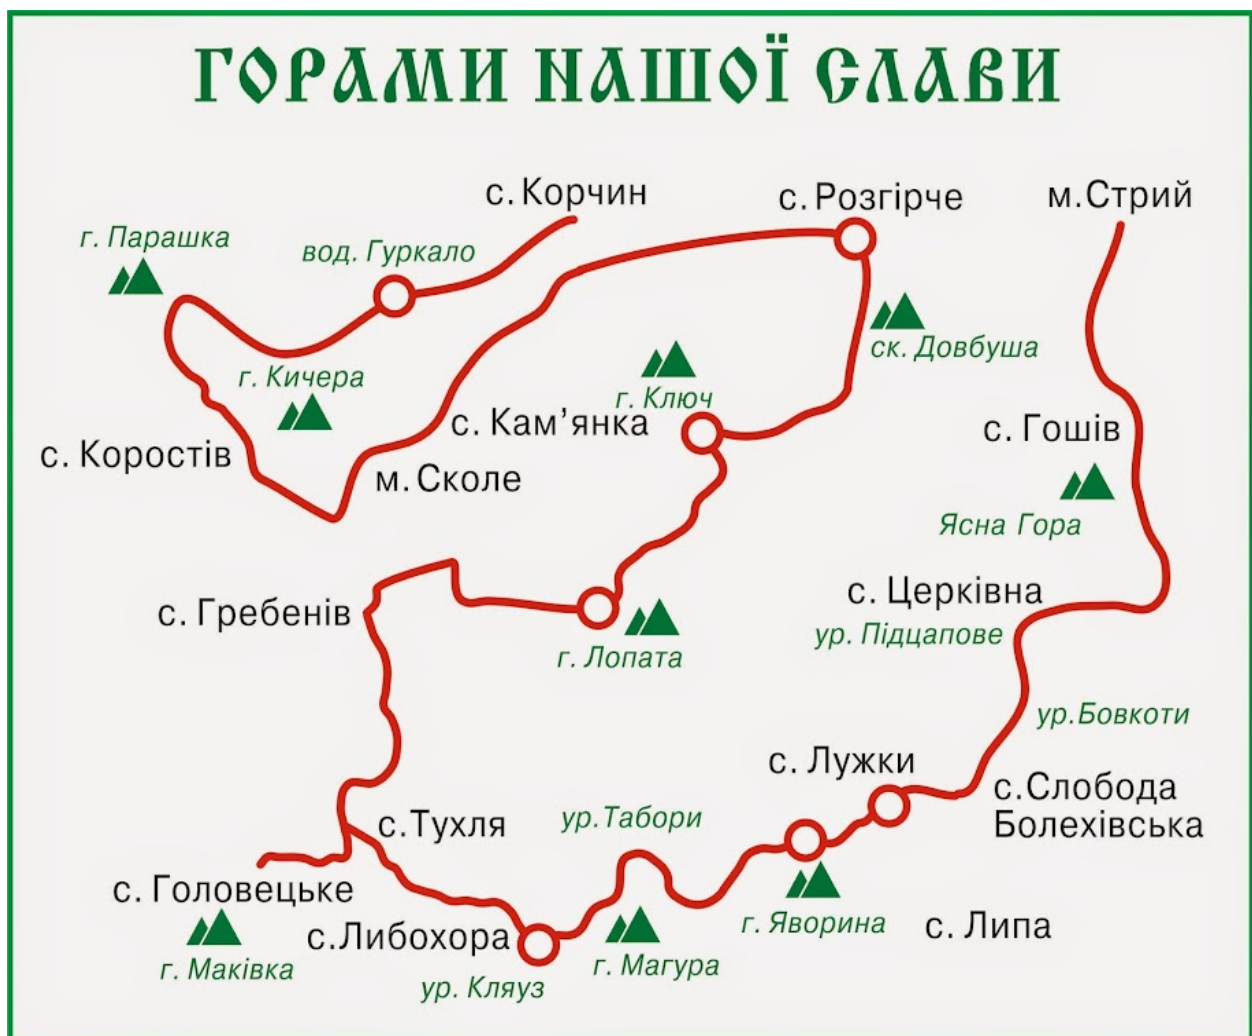 ГОРАМИ НАШОЇ СЛАВИ
с. Корчин
с. Розгірче
м.Стрий
г. Парашка
вод. Гуркало
ск. Довбуша
г. Кичера
г. Ключ
с. Кам’янка
с. Гошів
с. Коростів
м. Сколе
Ясна Гора
с. Церківна
с. Гребенів
ур. Підцапове
г. Лопата
ур.Бовкоти
с. Лужки
с.Слобода
Болехівська
с.Тухля
ур.Табори
с. Головецьке
с.Либохора
г. Яворина
с. Липа
г. Маківка
г. Магура
ур. Кляуз